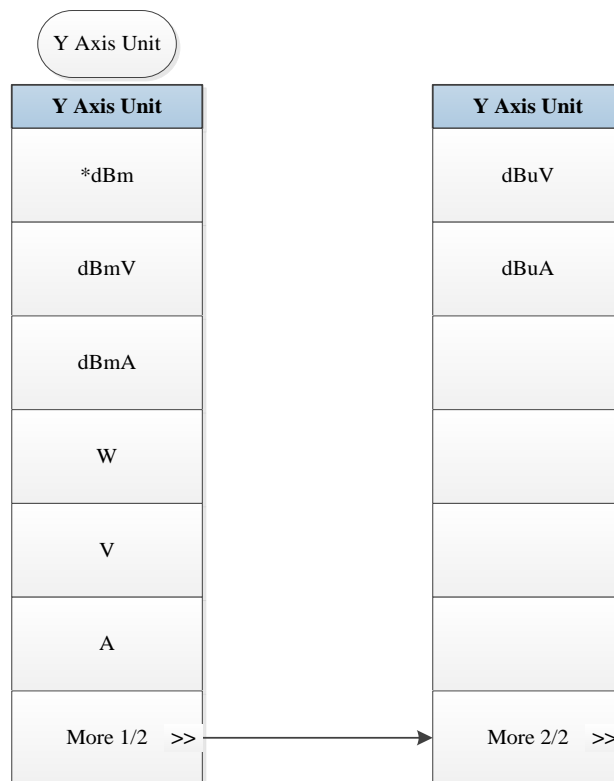 Y Axis Unit
Y Axis Unit
*dBm
dBmV
dBmA
W
V
A
More 1/2 >>
Y Axis Unit
dBuV
dBuA
More 2/2 >>